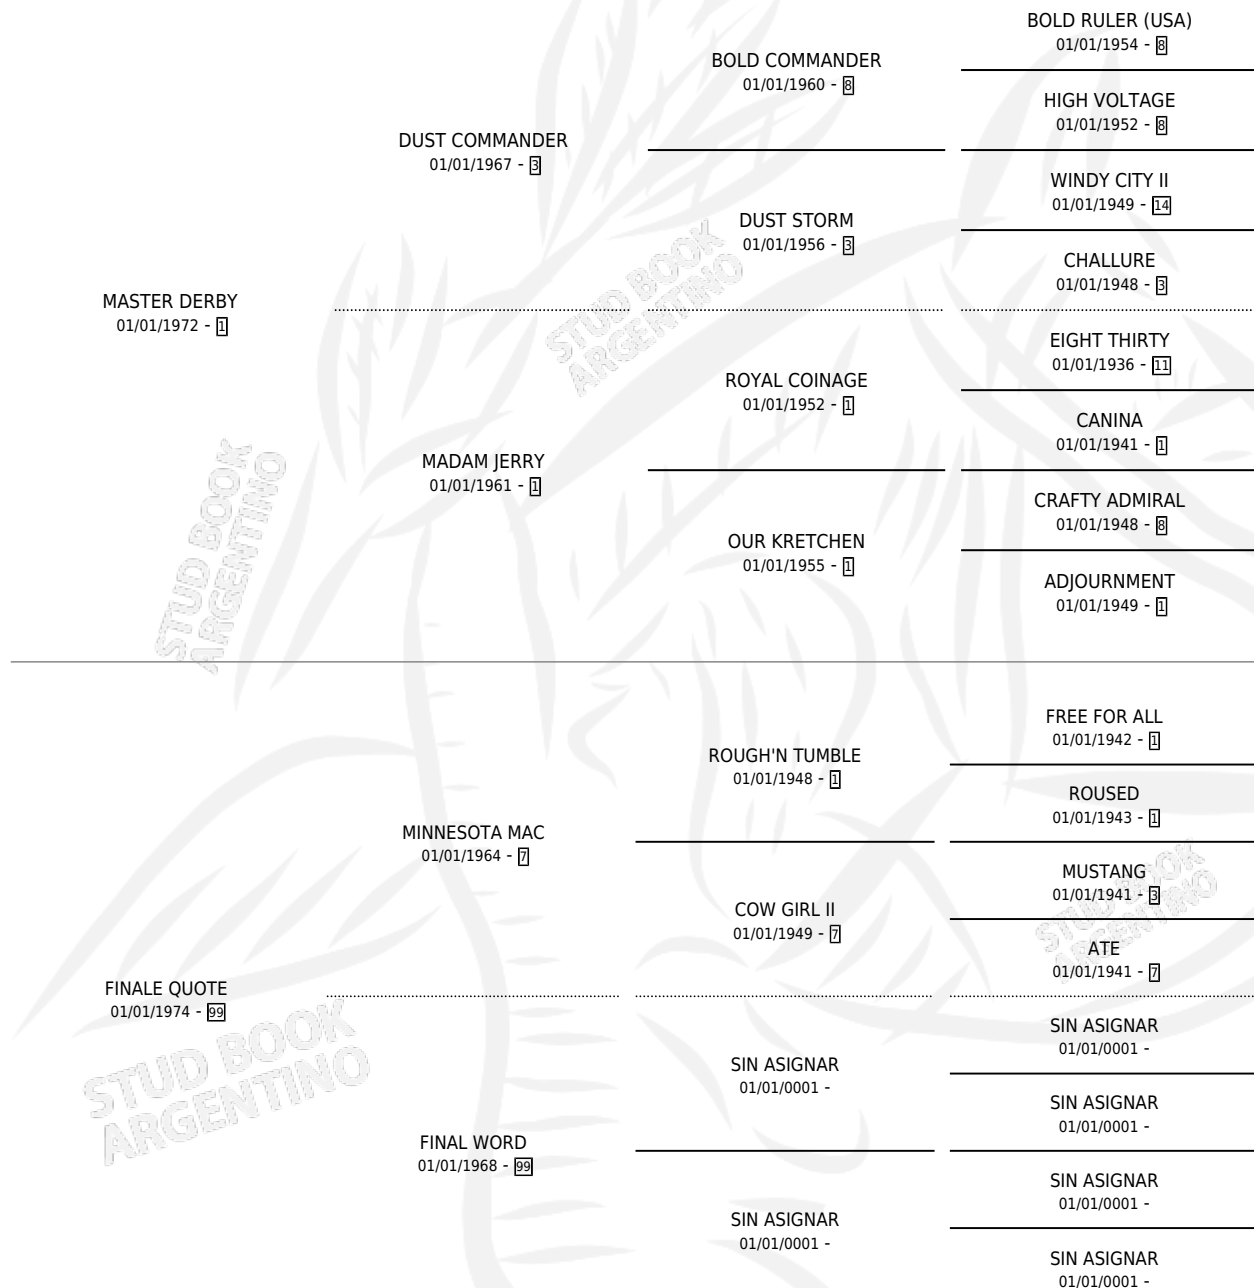 BOLD RULER (USA)
01/01/1954 - 8
BOLD COMMANDER
01/01/1960 - 8
HIGH VOLTAGE
01/01/1952 - 8
DUST COMMANDER
01/01/1967 - 3
WINDY CITY II
01/01/1949 - 14
DUST STORM
01/01/1956 - 3
CHALLURE
01/01/1948 - 3
MASTER DERBY
01/01/1972 - 1
EIGHT THIRTY
01/01/1936 - 11
ROYAL COINAGE
01/01/1952 - 1
CANINA
01/01/1941 - 1
MADAM JERRY
01/01/1961 - 1
CRAFTY ADMIRAL
01/01/1948 - 8
OUR KRETCHEN
01/01/1955 - 1
ADJOURNMENT
01/01/1949 - 1
STUD BOOK
ARGENTINO
STUD BOOK
ARGENTINO
FREE FOR ALL
01/01/1942 - 1
ROUGH'N TUMBLE
01/01/1948 - 1
ROUSED
01/01/1943 - 1
MINNESOTA MAC
01/01/1964 - 7
MUSTANG
01/01/1941 - 3
COW GIRL II
01/01/1949 - 7
ATE
01/01/1941 - 7
FINALE QUOTE
01/01/1974 - 99
SIN ASIGNAR
01/01/0001 -
SIN ASIGNAR
01/01/0001 -
SIN ASIGNAR
01/01/0001 -
FINAL WORD
01/01/1968 - 99
SIN ASIGNAR
01/01/0001 -
SIN ASIGNAR
01/01/0001 -
SIN ASIGNAR
01/01/0001 -
STUD BOOK
ARGENTINO
STUD BOOK
ARGENTINO